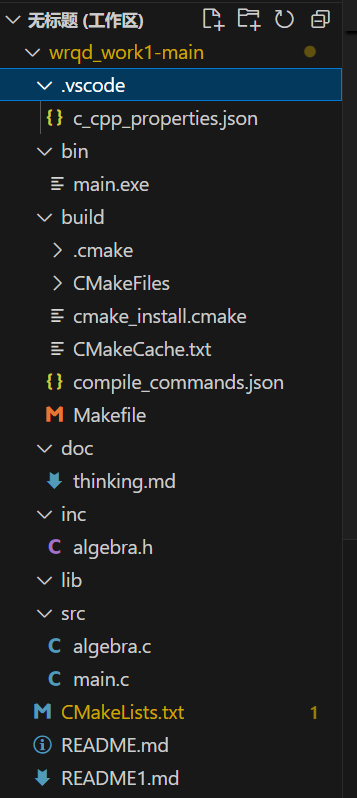 无标题 (工作区)
wrqd_work1-main
.vscode
{} c_cpp_properties.json
bin
main.exe
build
.cmake
CMakeFiles
cmake_install.cmake
CMakeCache.txt
{} compile_commands.json
M Makefile
doc
thinking.md
inc
C algebra.h
lib
src
C algebra.c
C main.c
M CMakeLists.txt 1
README.md
README1.md